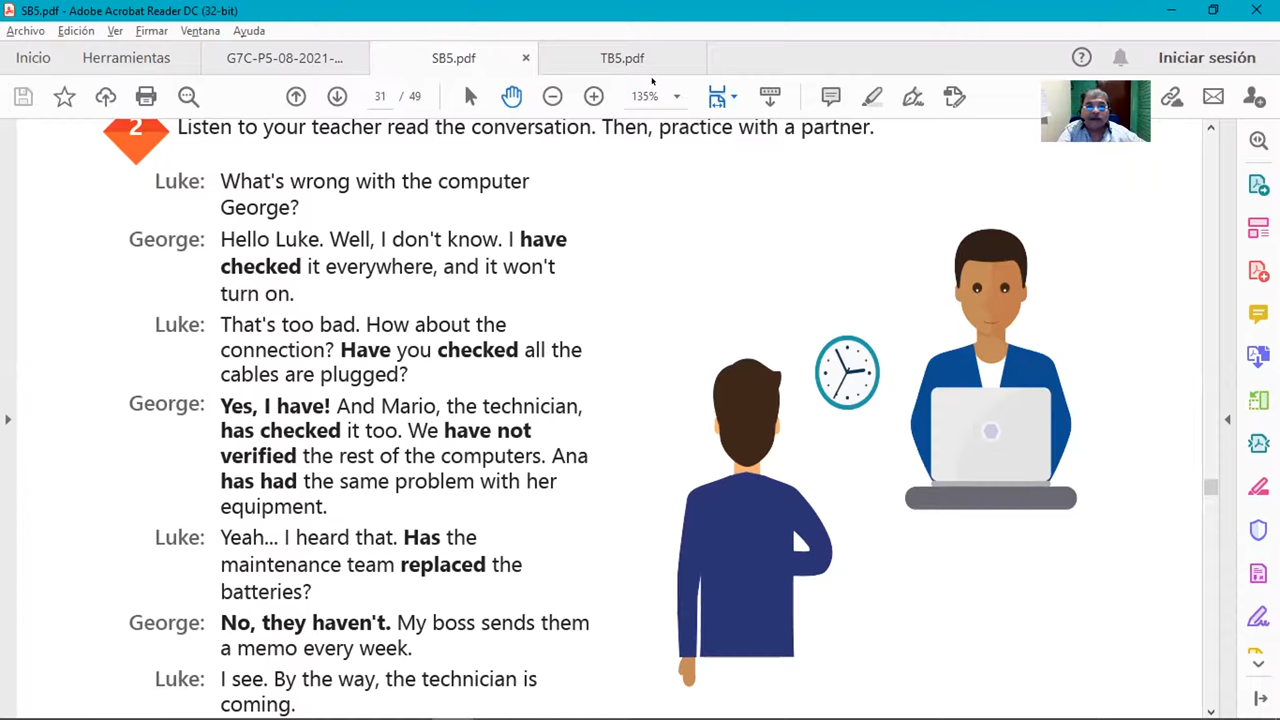 SB5.pdf - Adobe Acrobat Reader DC (32-bit)
Archivo Edición Ver Firmar Ventana Ayuda
Inicio Herramientas G7C-P5-08-2021-... SB5.pdf × TB5.pdf Iniciar sesión
31 / 49 135%
2 Listen to your teacher read the conversation. Then, practice with a partner.
Luke: What's wrong with the computer
George?
George: Hello Luke. Well, I don't know. I have
checked it everywhere, and it won't
turn on.
Luke: That's too bad. How about the
connection? Have you checked all the
cables are plugged?
George: Yes, I have! And Mario, the technician,
has checked it too. We have not
verified the rest of the computers. Ana
has had the same problem with her
equipment.
Luke: Yeah... I heard that. Has the
maintenance team replaced the
batteries?
George: No, they haven't. My boss sends them
a memo every week.
Luke: I see. By the way, the technician is
coming.